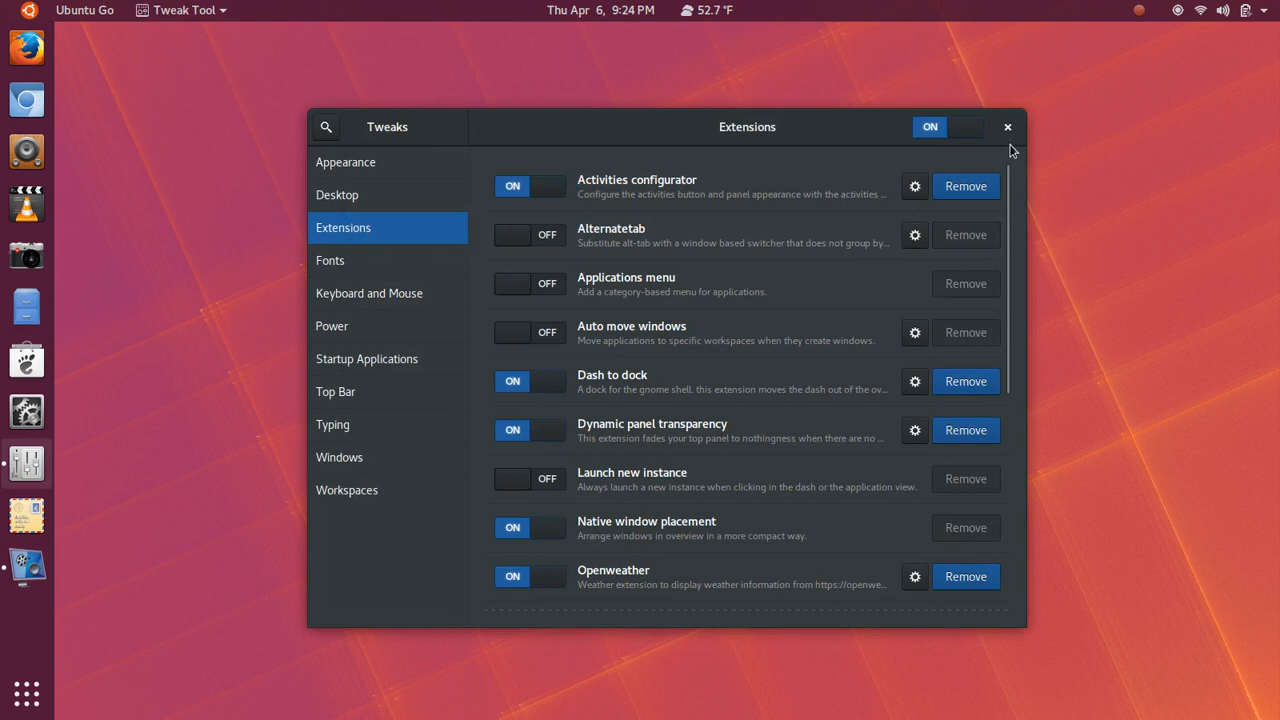 Ubuntu Go Tweak Tool Thu Apr 6, 9:24 PM 52.7 °F
Tweaks Extensions ON
Appearance
Desktop
Extensions
Fonts
Keyboard and Mouse
Power
Startup Applications
Top Bar
Typing
Windows
Workspaces
ON Activities configurator Remove
Configure the activities button and panel appearance with the activities ...
OFF Alternatetab Remove
Substitute alt-tab with a window based switcher that does not group by...
OFF Applications menu Remove
Add a category-based menu for applications.
OFF Auto move windows Remove
Move applications to specific workspaces when they create windows.
ON Dash to dock Remove
A dock for the gnome shell, this extension moves the dash out of the ov...
ON Dynamic panel transparency Remove
This extension fades your top panel to nothingness when there are no ...
OFF Launch new instance Remove
Always launch a new instance when clicking in the dash or the application view.
ON Native window placement Remove
Arrange windows in overview in a more compact way.
ON Openweather Remove
Weather extension to display weather information from https://openwe...